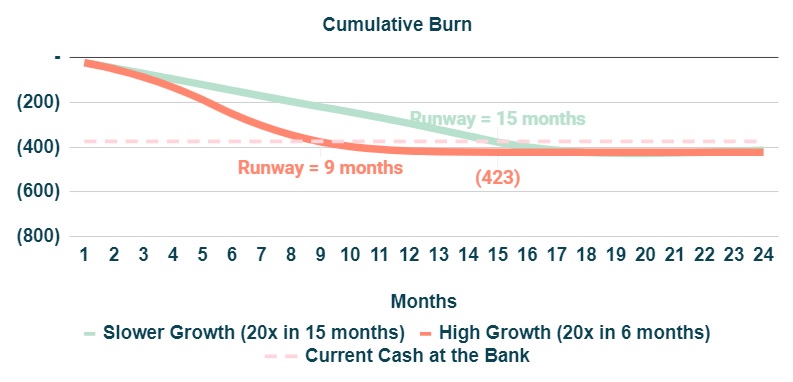 Cumulative Burn
-
(200)
(400)
(600)
(800)
Runway = 15 months
Runway = 9 months
(423)
1 2 3 4 5 6 7 8 9 10 11 12 13 14 15 16 17 18 19 20 21 22 23 24
Months
Slower Growth (20x in 15 months) High Growth (20x in 6 months)
Current Cash at the Bank